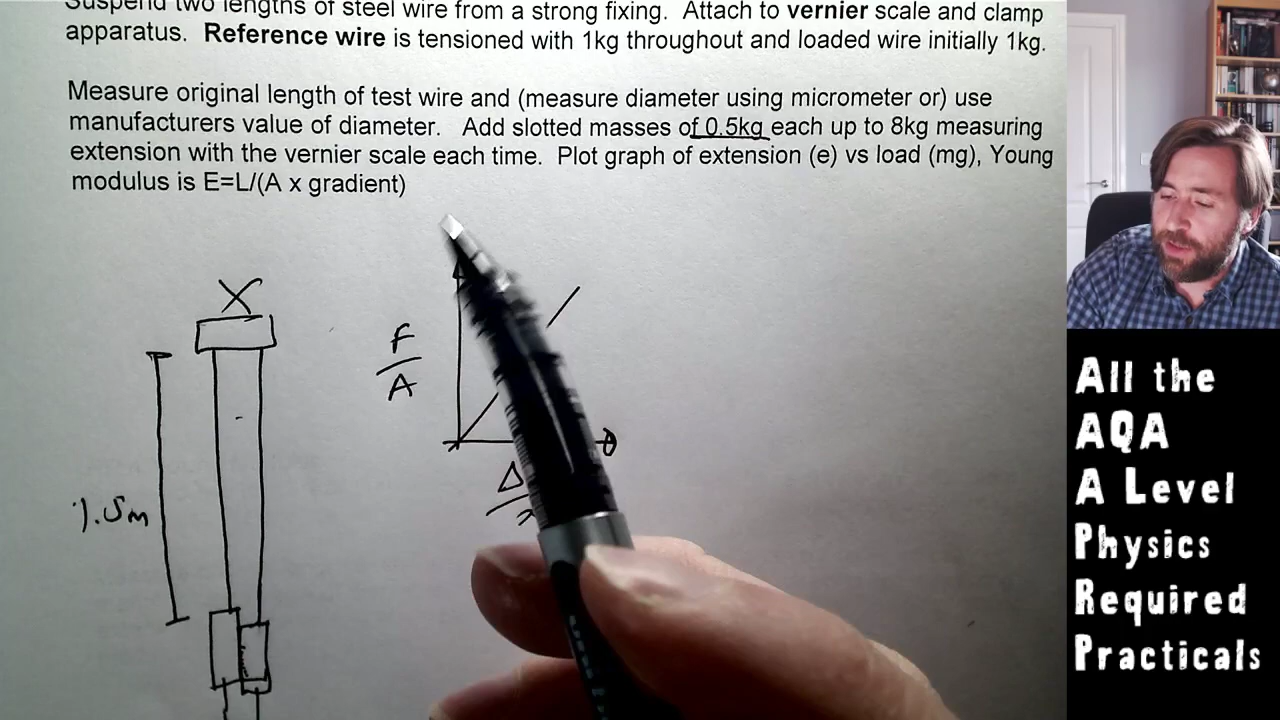 Suspend two lengths of steel wire from a strong fixing. Attach to vernier scale and clamp
apparatus. Reference wire is tensioned with 1kg throughout and loaded wire initially 1kg.
Measure original length of test wire and (measure diameter using micrometer or) use
manufacturers value of diameter. Add slotted masses of 0.5kg each up to 8kg measuring
extension with the vernier scale each time. Plot graph of extension (e) vs load (mg), Young
modulus is E=L/(A x gradient)
X
F
A
Δ
1.5m
All the
AQA
A Level
Physics
Required
Practicals